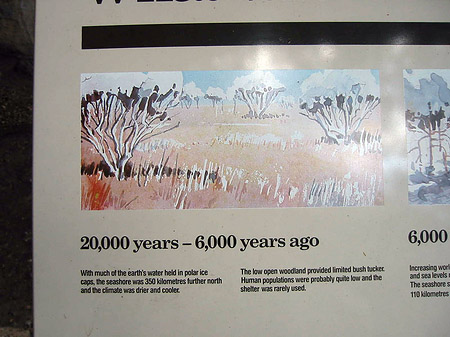 20,000 years – 6,000 years ago
With much of the earth's water held in polar ice
caps, the seashore was 350 kilometres further north
and the climate was drier and cooler.
The low open woodland provided limited bush tucker.
Human populations were probably quite low and the
shelter was rarely used.
6,000
Increasing worl
and sea levels
The seashore s
110 kilometres